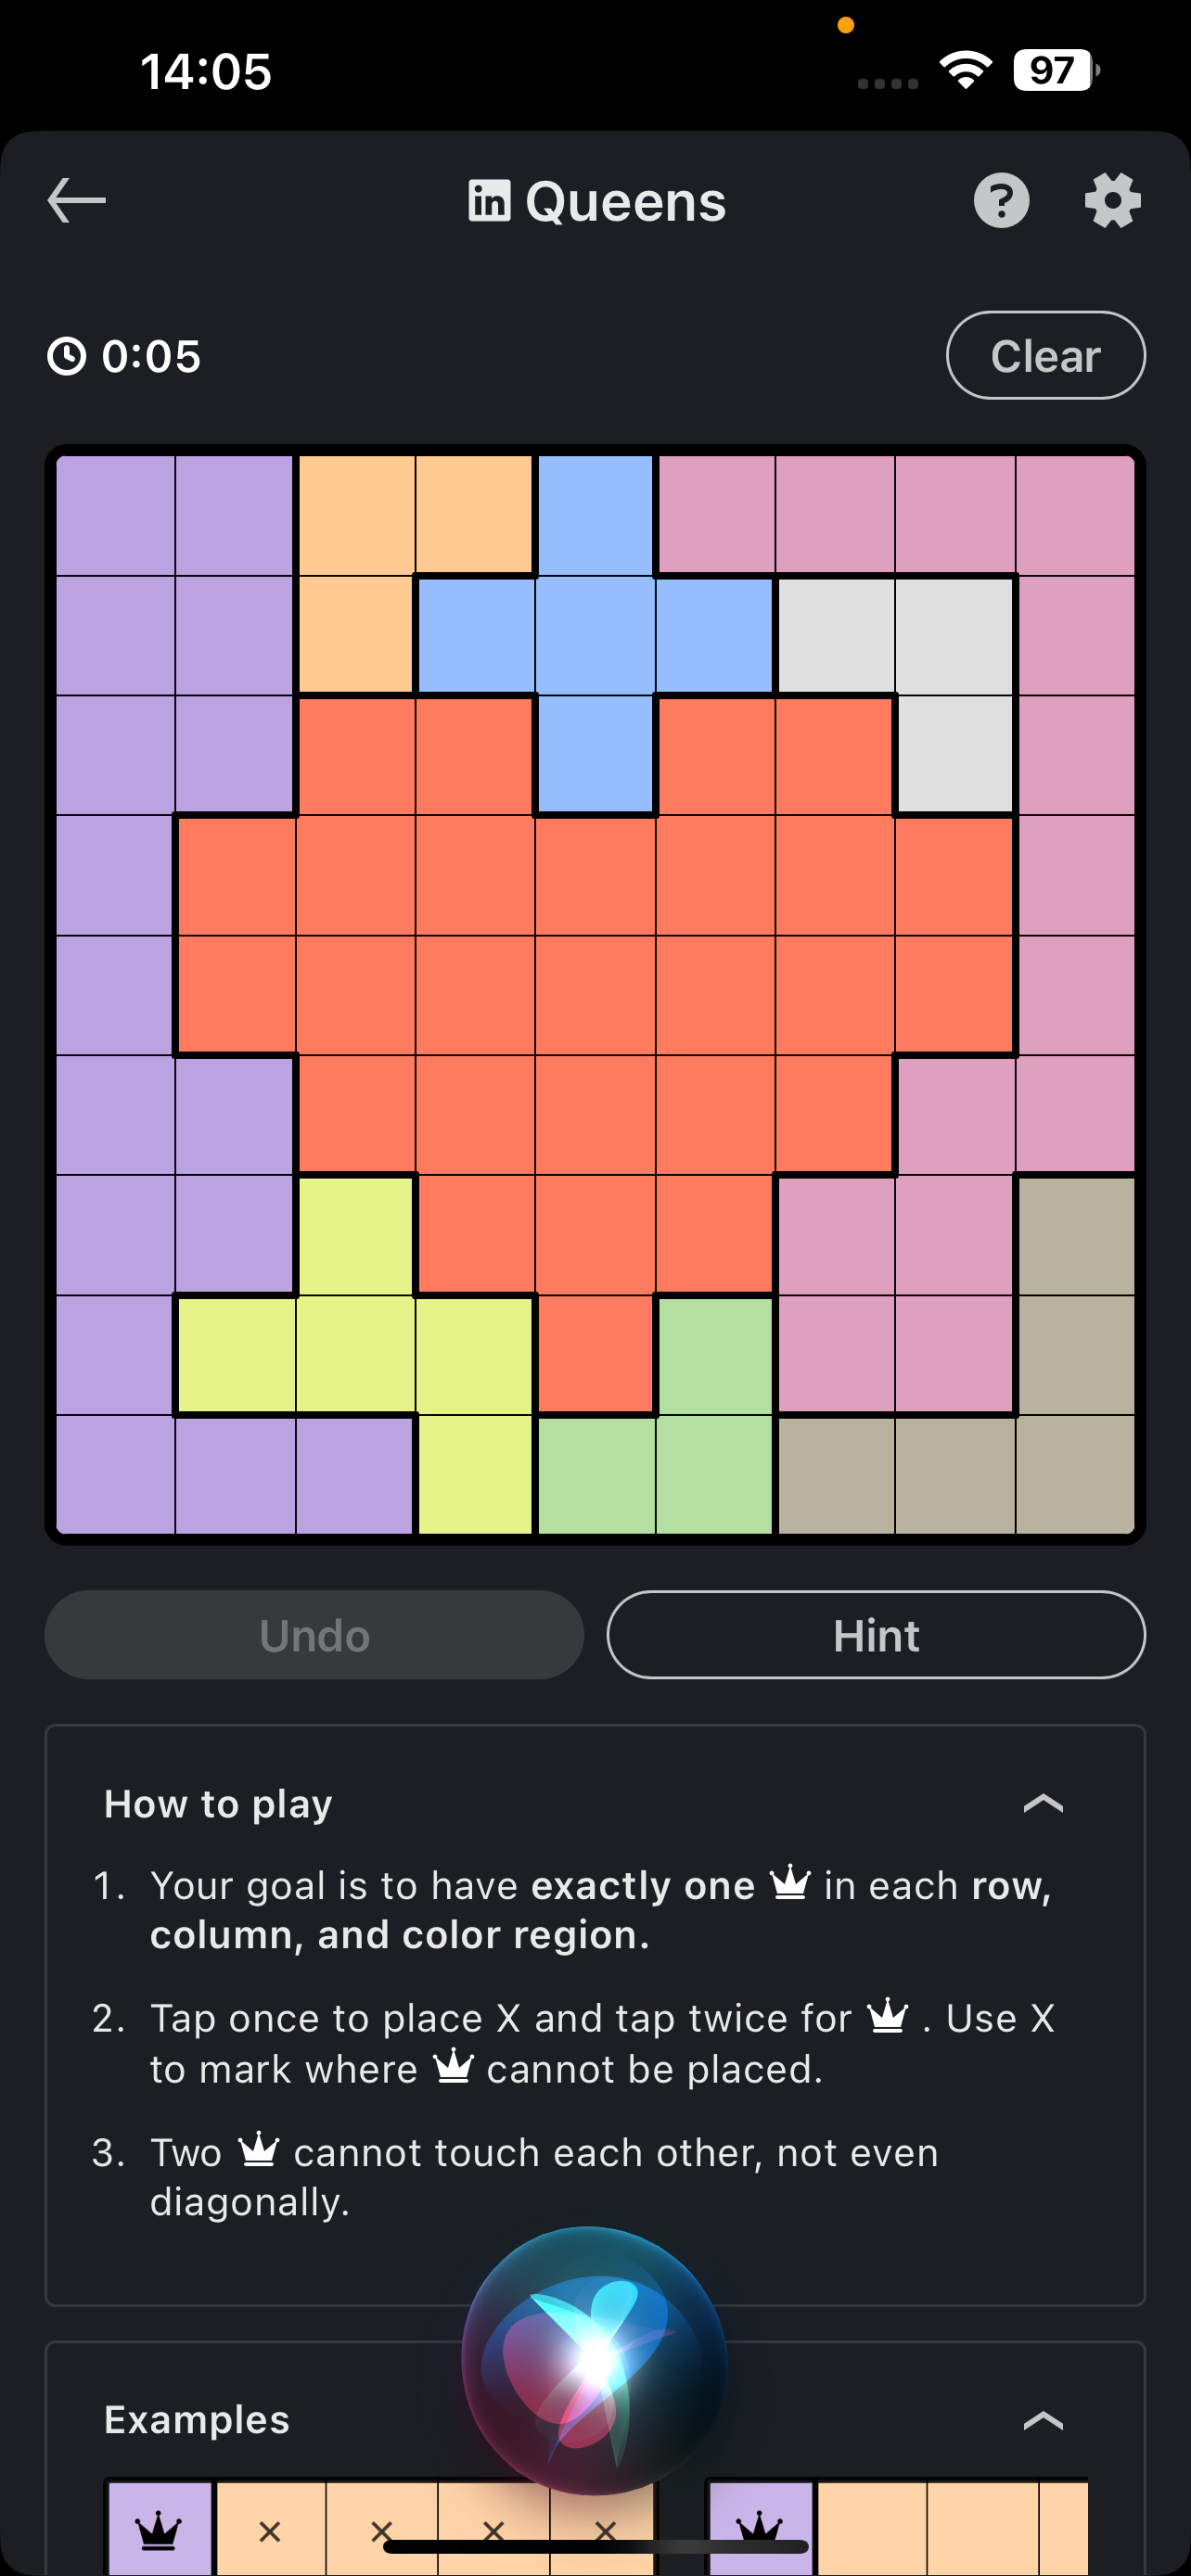 14:05
97
in Queens
?
0:05
Clear
Undo
Hint
How to play
1. Your goal is to have exactly one in each row,
column, and color region.
2. Tap once to place X and tap twice for . Use X
to mark where cannot be placed.
3. Two cannot touch each other, not even
diagonally.
Examples
× × × ×